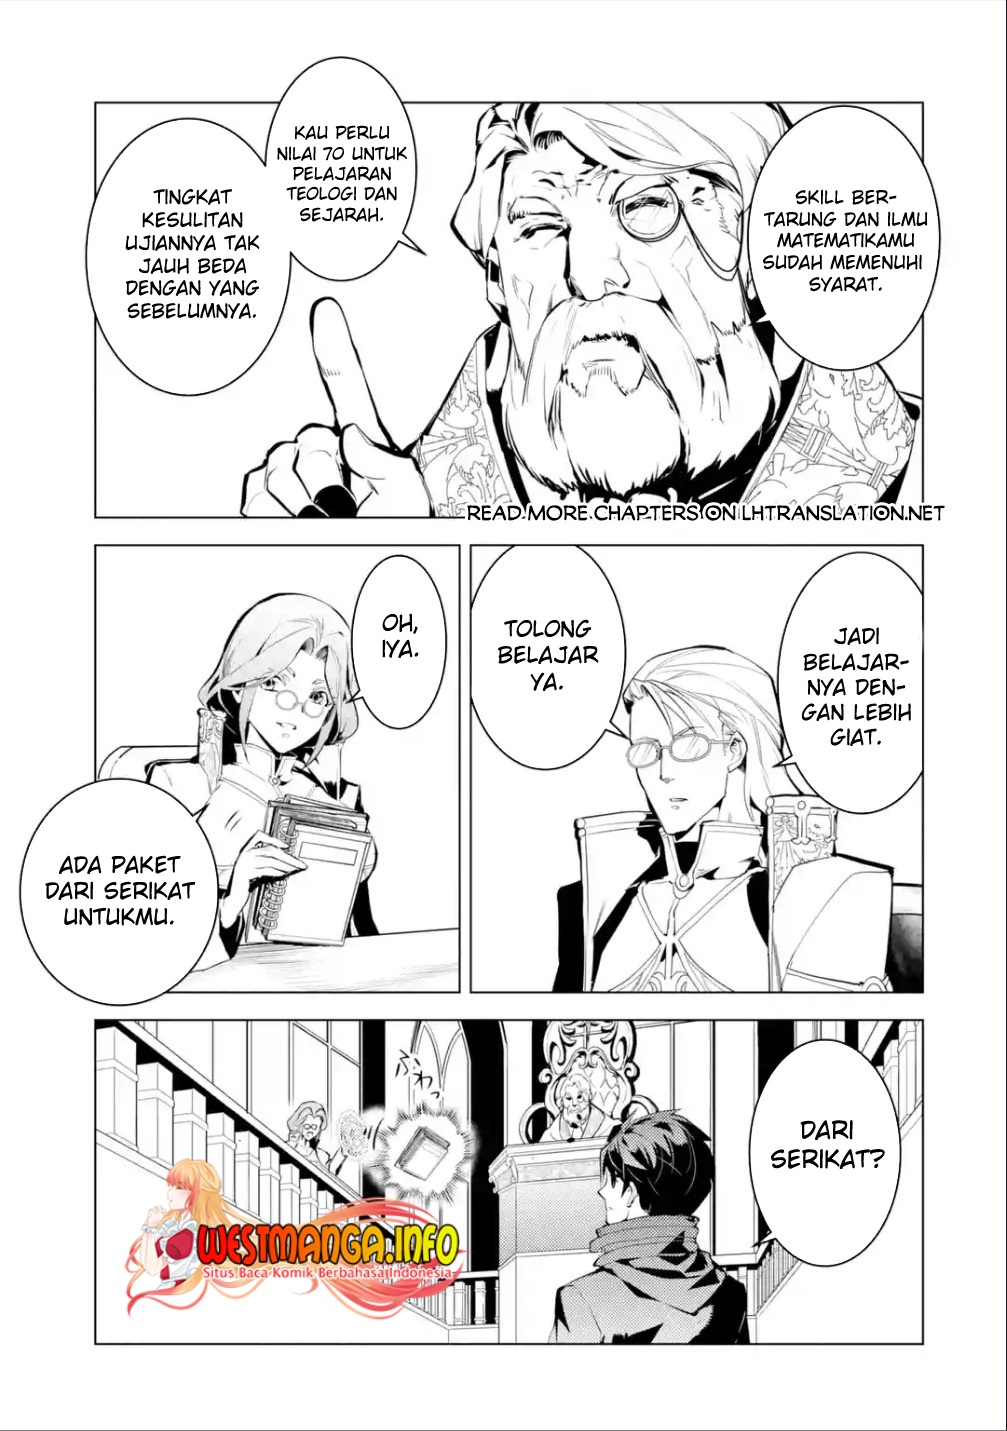 SKILL BER-
TARUNG DAN ILMU
MATEMATIKAMU
SUDAH MEMENUHI
SYARAT.
KAU PERLU
NILAI 70 UNTUK
PELAJARAN
TEOLOGI DAN
SEJARAH.
TINGKAT
KESULITAN
UJIANNYA TAK
JAUH BEDA
DENGAN YANG
SEBELUMNYA.
READ MORE CHAPTERS ON LHTRANSLATION.NET
JADI
BELAJAR-
NYA DEN-
GAN LEBIH
GIAT.
TOLONG
BELAJAR
YA.
OH,
IYA.
ADA PAKET
DARI SERIKAT
UNTUKMU.
ふわっ
DARI
SERIKAT?
WESTMANGA.INFO
Situs Baca Komik Berbahasa Indonesia